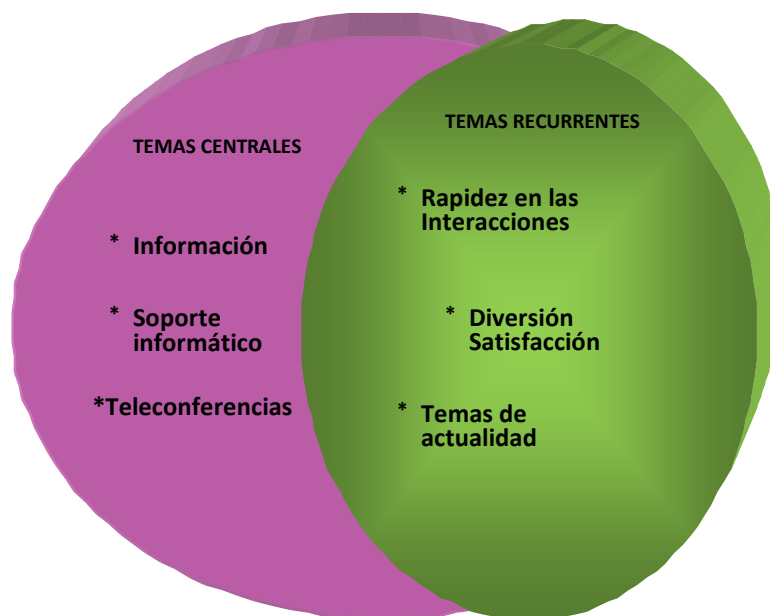 TEMAS CENTRALES
* Información
* Soporte
informático
*Teleconferencias
TEMAS RECURRENTES
* Rapidez en las
Interacciones
* Diversión
Satisfacción
* Temas de
actualidad